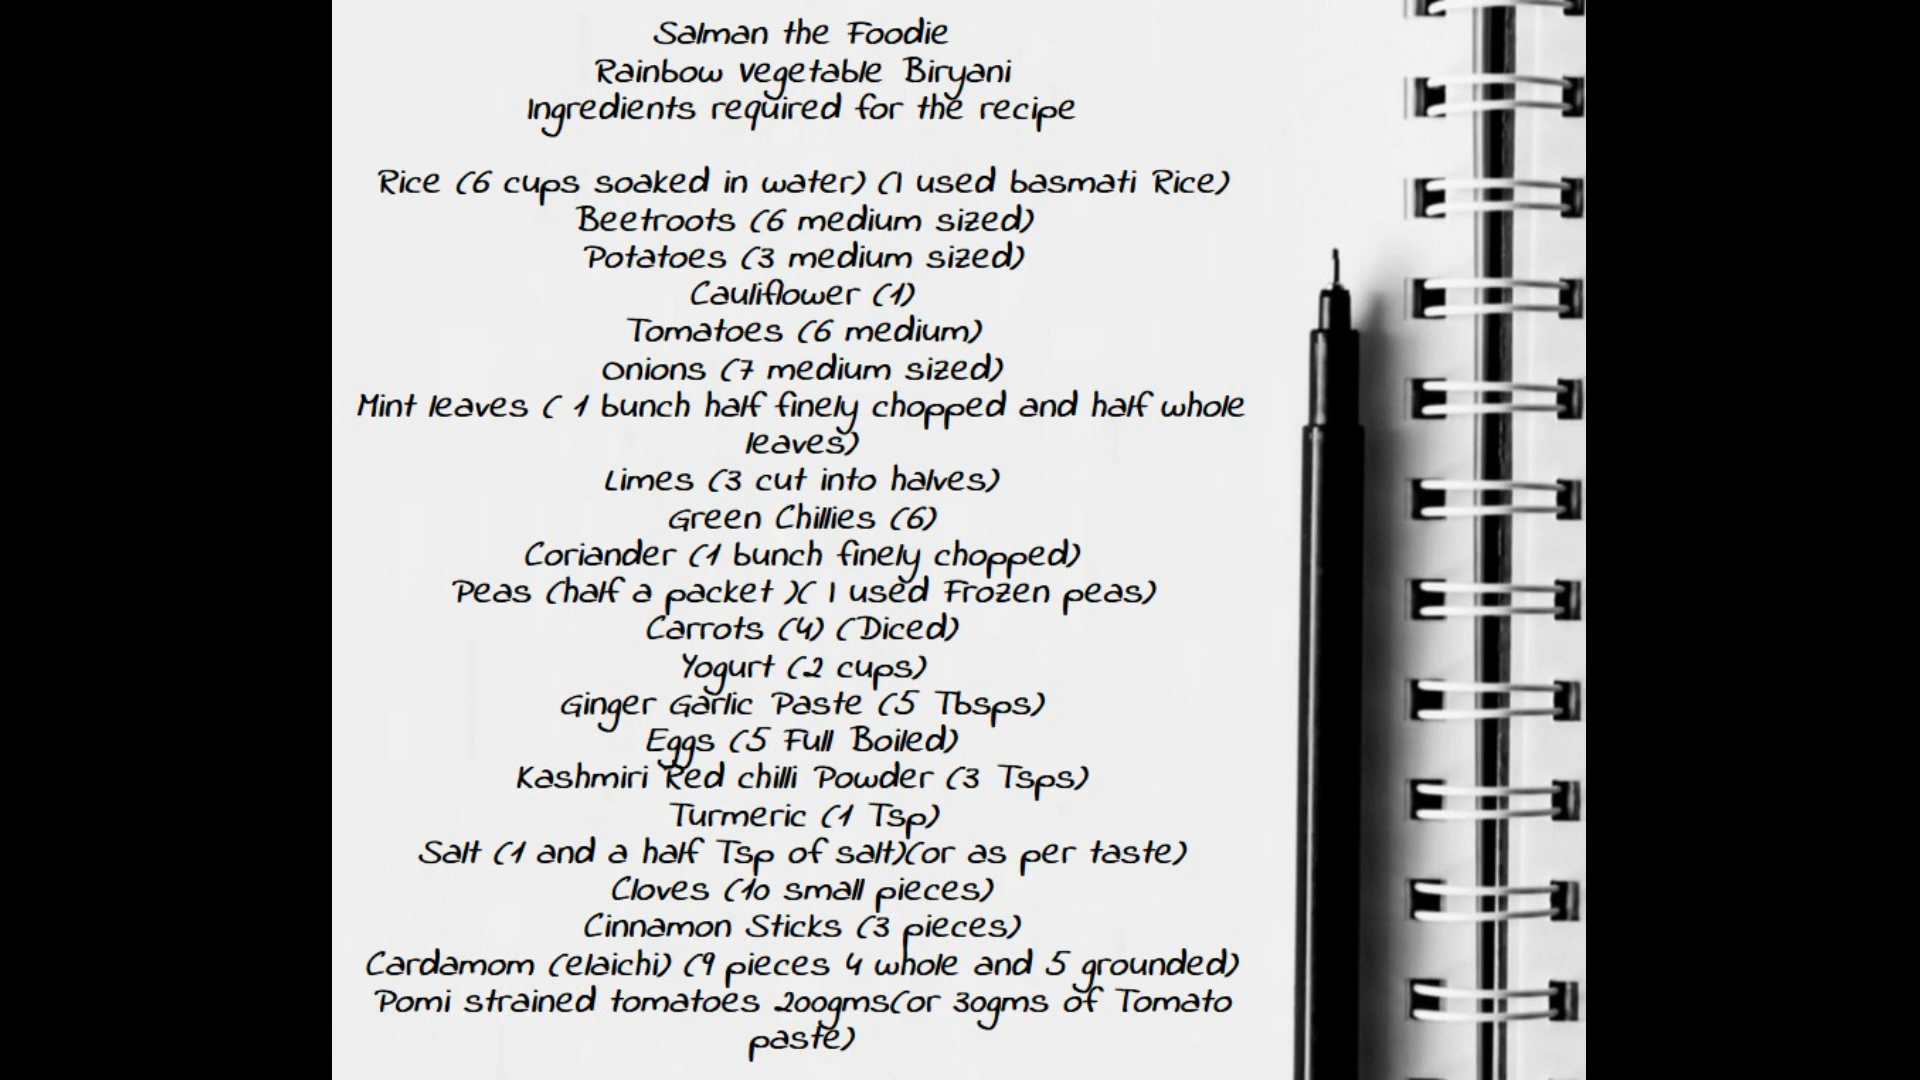 Salman the Foodie
Rainbow vegetable Biryani
Ingredients required for the recipe
Rice (6 cups soaked in water) (I used basmati Rice)
Beetroots (6 medium sized)
Potatoes (3 medium sized)
Cauliflower (1)
Tomatoes (6 medium)
Onions (7 medium sized)
Mint leaves ( 1 bunch half finely chopped and half whole
leaves)
Limes (3 cut into halves)
Green Chillies (6)
Coriander (1 bunch finely chopped)
Peas (half a packet )( I used Frozen peas)
Carrots (4) (Diced)
Yogurt (2 cups)
Ginger Garlic Paste (5 Tbsps)
Eggs (5 Full Boiled)
Kashmiri Red chilli Powder (3 Tsps)
Turmeric (1 Tsp)
Salt (1 and a half Tsp of salt)(or as per taste)
Cloves (10 small pieces)
Cinnamon Sticks (3 pieces)
Cardamom (elaichi) (9 pieces 4 whole and 5 grounded)
Pomi strained tomatoes 200gms(or 30gms of Tomato
paste)